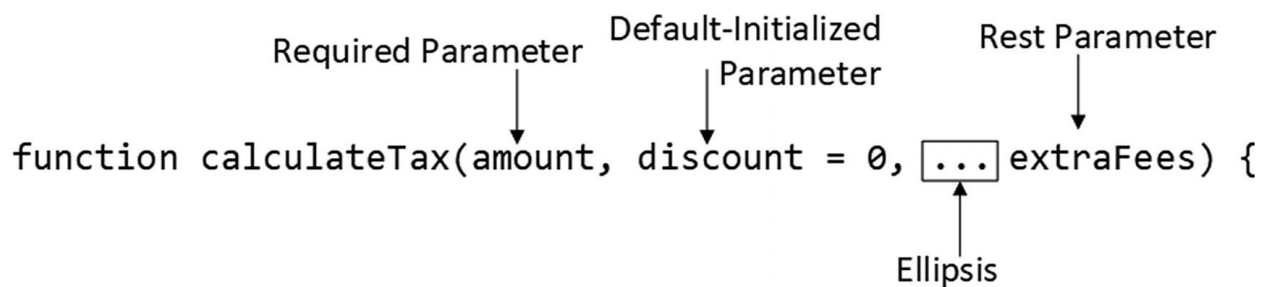 Required Parameter
Default-Initialized
Parameter
Rest Parameter
function calculateTax(amount, discount = 0, ... extraFees) {
Ellipsis